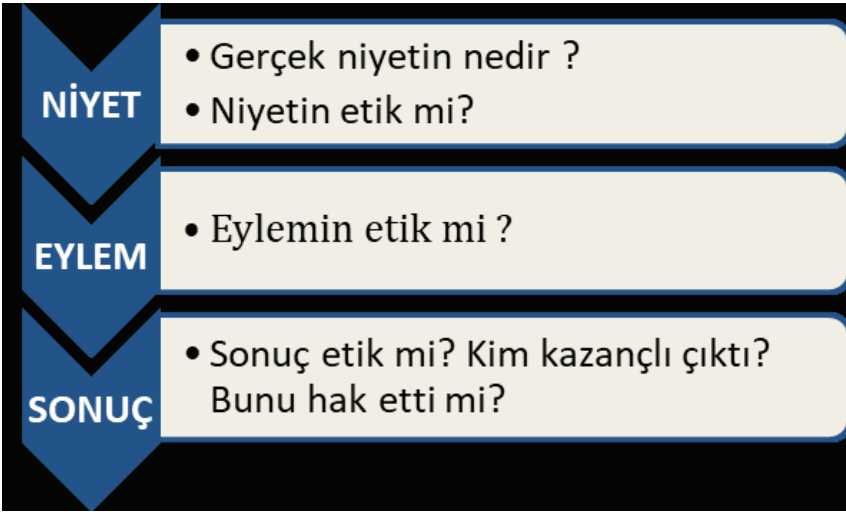 NİYET
• Gerçek niyetin nedir ?
• Niyetin etik mi?
EYLEM
• Eylemin etik mi ?
SONUÇ
• Sonuç etik mi? Kim kazançlı çıktı?
Bunu hak etti mi?